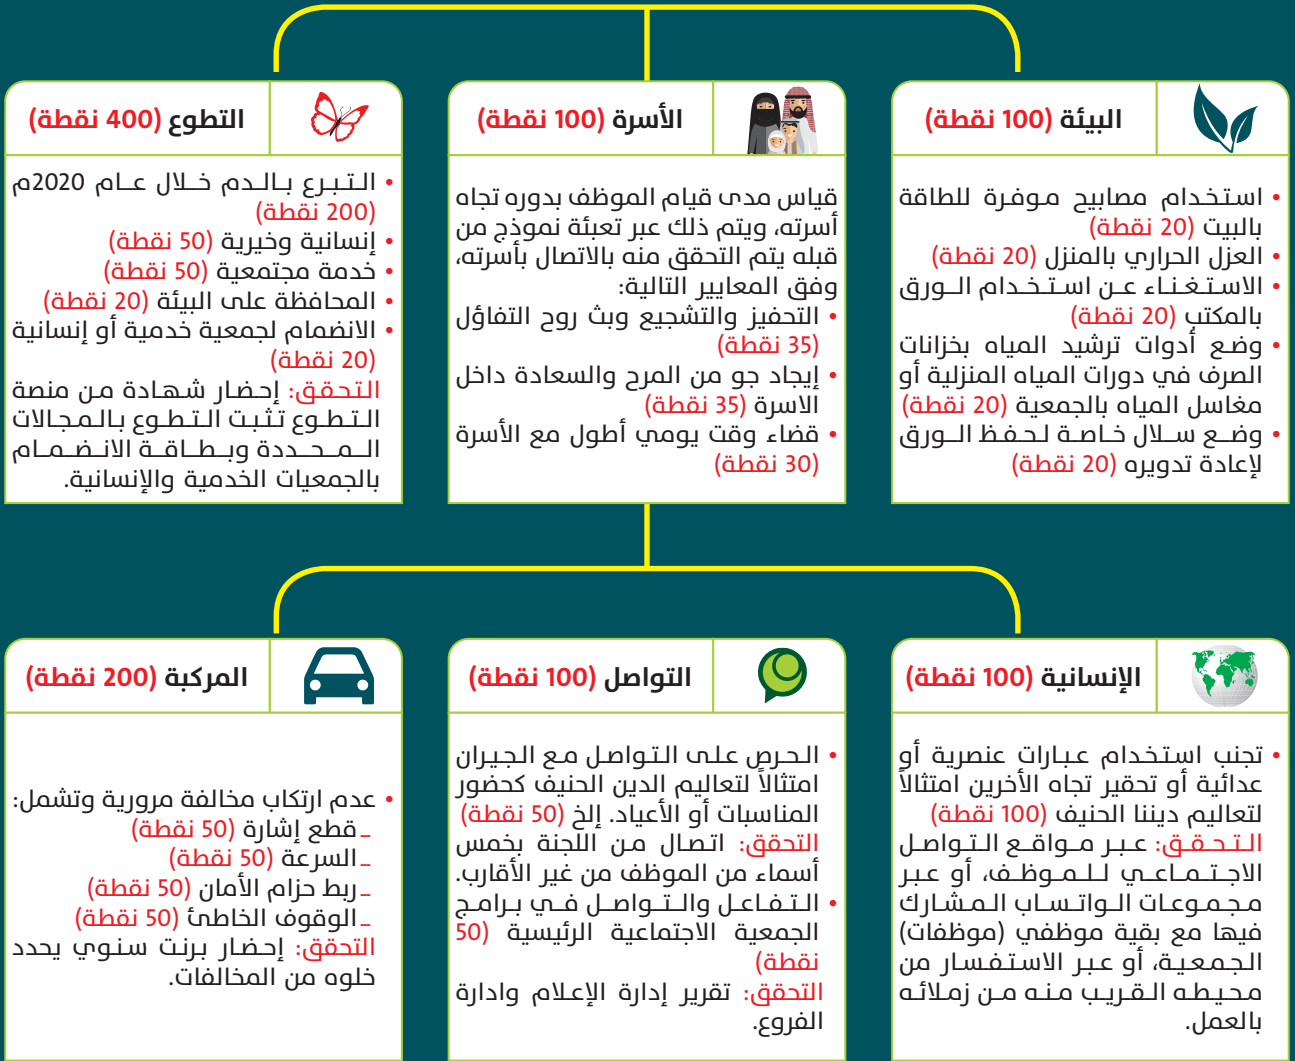 البيئة (100 نقطة)
• استخدام مصابيح موفرة للطاقة
بالبيت (20 نقطة)
• العزل الحراري بالمنزل (20 نقطة)
• الاستغناء عن استخدام الورق
بالمكتب (20 نقطة)
• وضع أدوات ترشيد المياه بخزانات
الصرف في دورات المياه المنزلية أو
مغاسل المياه بالجمعية (20 نقطة)
• وضع سلال خاصة لحفظ الورق
لإعادة تدويره (20 نقطة)
الأسرة (100 نقطة)
قياس مدى قيام الموظف بدوره تجاه
أسرته، ويتم ذلك عبر تعبئة نموذج من
قبله يتم التحقق منه بالاتصال بأسرته،
وفق المعايير التالية:
• التحفيز والتشجيع وبث روح التفاؤل
(35 نقطة)
• إيجاد جو من المرح والسعادة داخل
الاسرة (35 نقطة)
• قضاء وقت يومي أطول مع الأسرة
(30 نقطة)
التطوع (400 نقطة)
• التبرع بالدم خلال عام 2020م
(200 نقطة)
• إنسانية وخيرية (50 نقطة)
• خدمة مجتمعية (50 نقطة)
• المحافظة على البيئة (20 نقطة)
• الانضمام لجمعية خدمية أو إنسانية
(20 نقطة)
التحقق: إحضار شهادة من منصة
التطوع تثبت التطوع بالمجالات
المحددة وبطاقة الانضمام
بالجمعيات الخدمية والإنسانية.
الإنسانية (100 نقطة)
• تجنب استخدام عبارات عنصرية أو
عدائية أو تحقير تجاه الأخرين امتثالاً
لتعاليم ديننا الحنيف (100 نقطة)
التحقق: عبر مواقع التواصل
الاجتماعي للموظف، أو عبر
مجموعات الواتساب المشارك
فيها مع بقية موظفي (موظفات)
الجمعية، أو عبر الاستفسار من
محيطه القريب منه من زملائه
بالعمل.
التواصل (100 نقطة)
• الحرص على التواصل مع الجيران
امتثالاً لتعاليم الدين الحنيف كحضور
المناسبات أو الأعياد. إلخ (50 نقطة)
التحقق: اتصال من اللجنة بخمس
أسماء من الموظف من غير الأقارب.
• التفاعل والتواصل في برامج
الجمعية الاجتماعية الرئيسية (50
نقطة)
التحقق: تقرير إدارة الإعلام وادارة
الفروع.
المركبة (200 نقطة)
• عدم ارتكاب مخالفة مرورية وتشمل:
ـ قطع إشارة (50 نقطة)
ـ السرعة (50 نقطة)
ـ ربط حزام الأمان (50 نقطة)
ـ الوقوف الخاطئ (50 نقطة)
التحقق: إحضار برنت سنوي يحدد
خلوه من المخالفات.